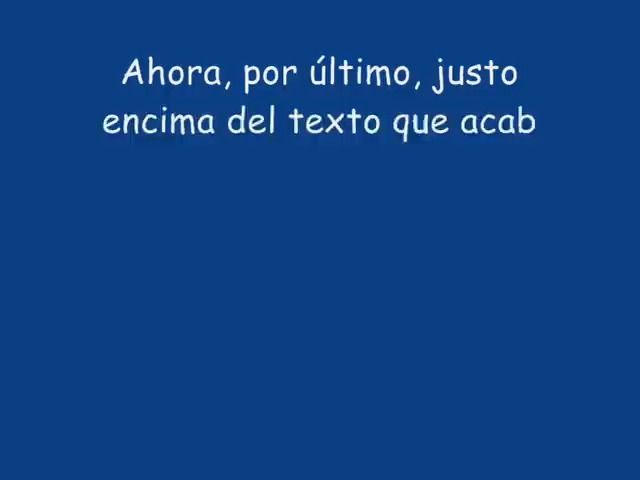 Ahora, por último, justo
encima del texto que acab